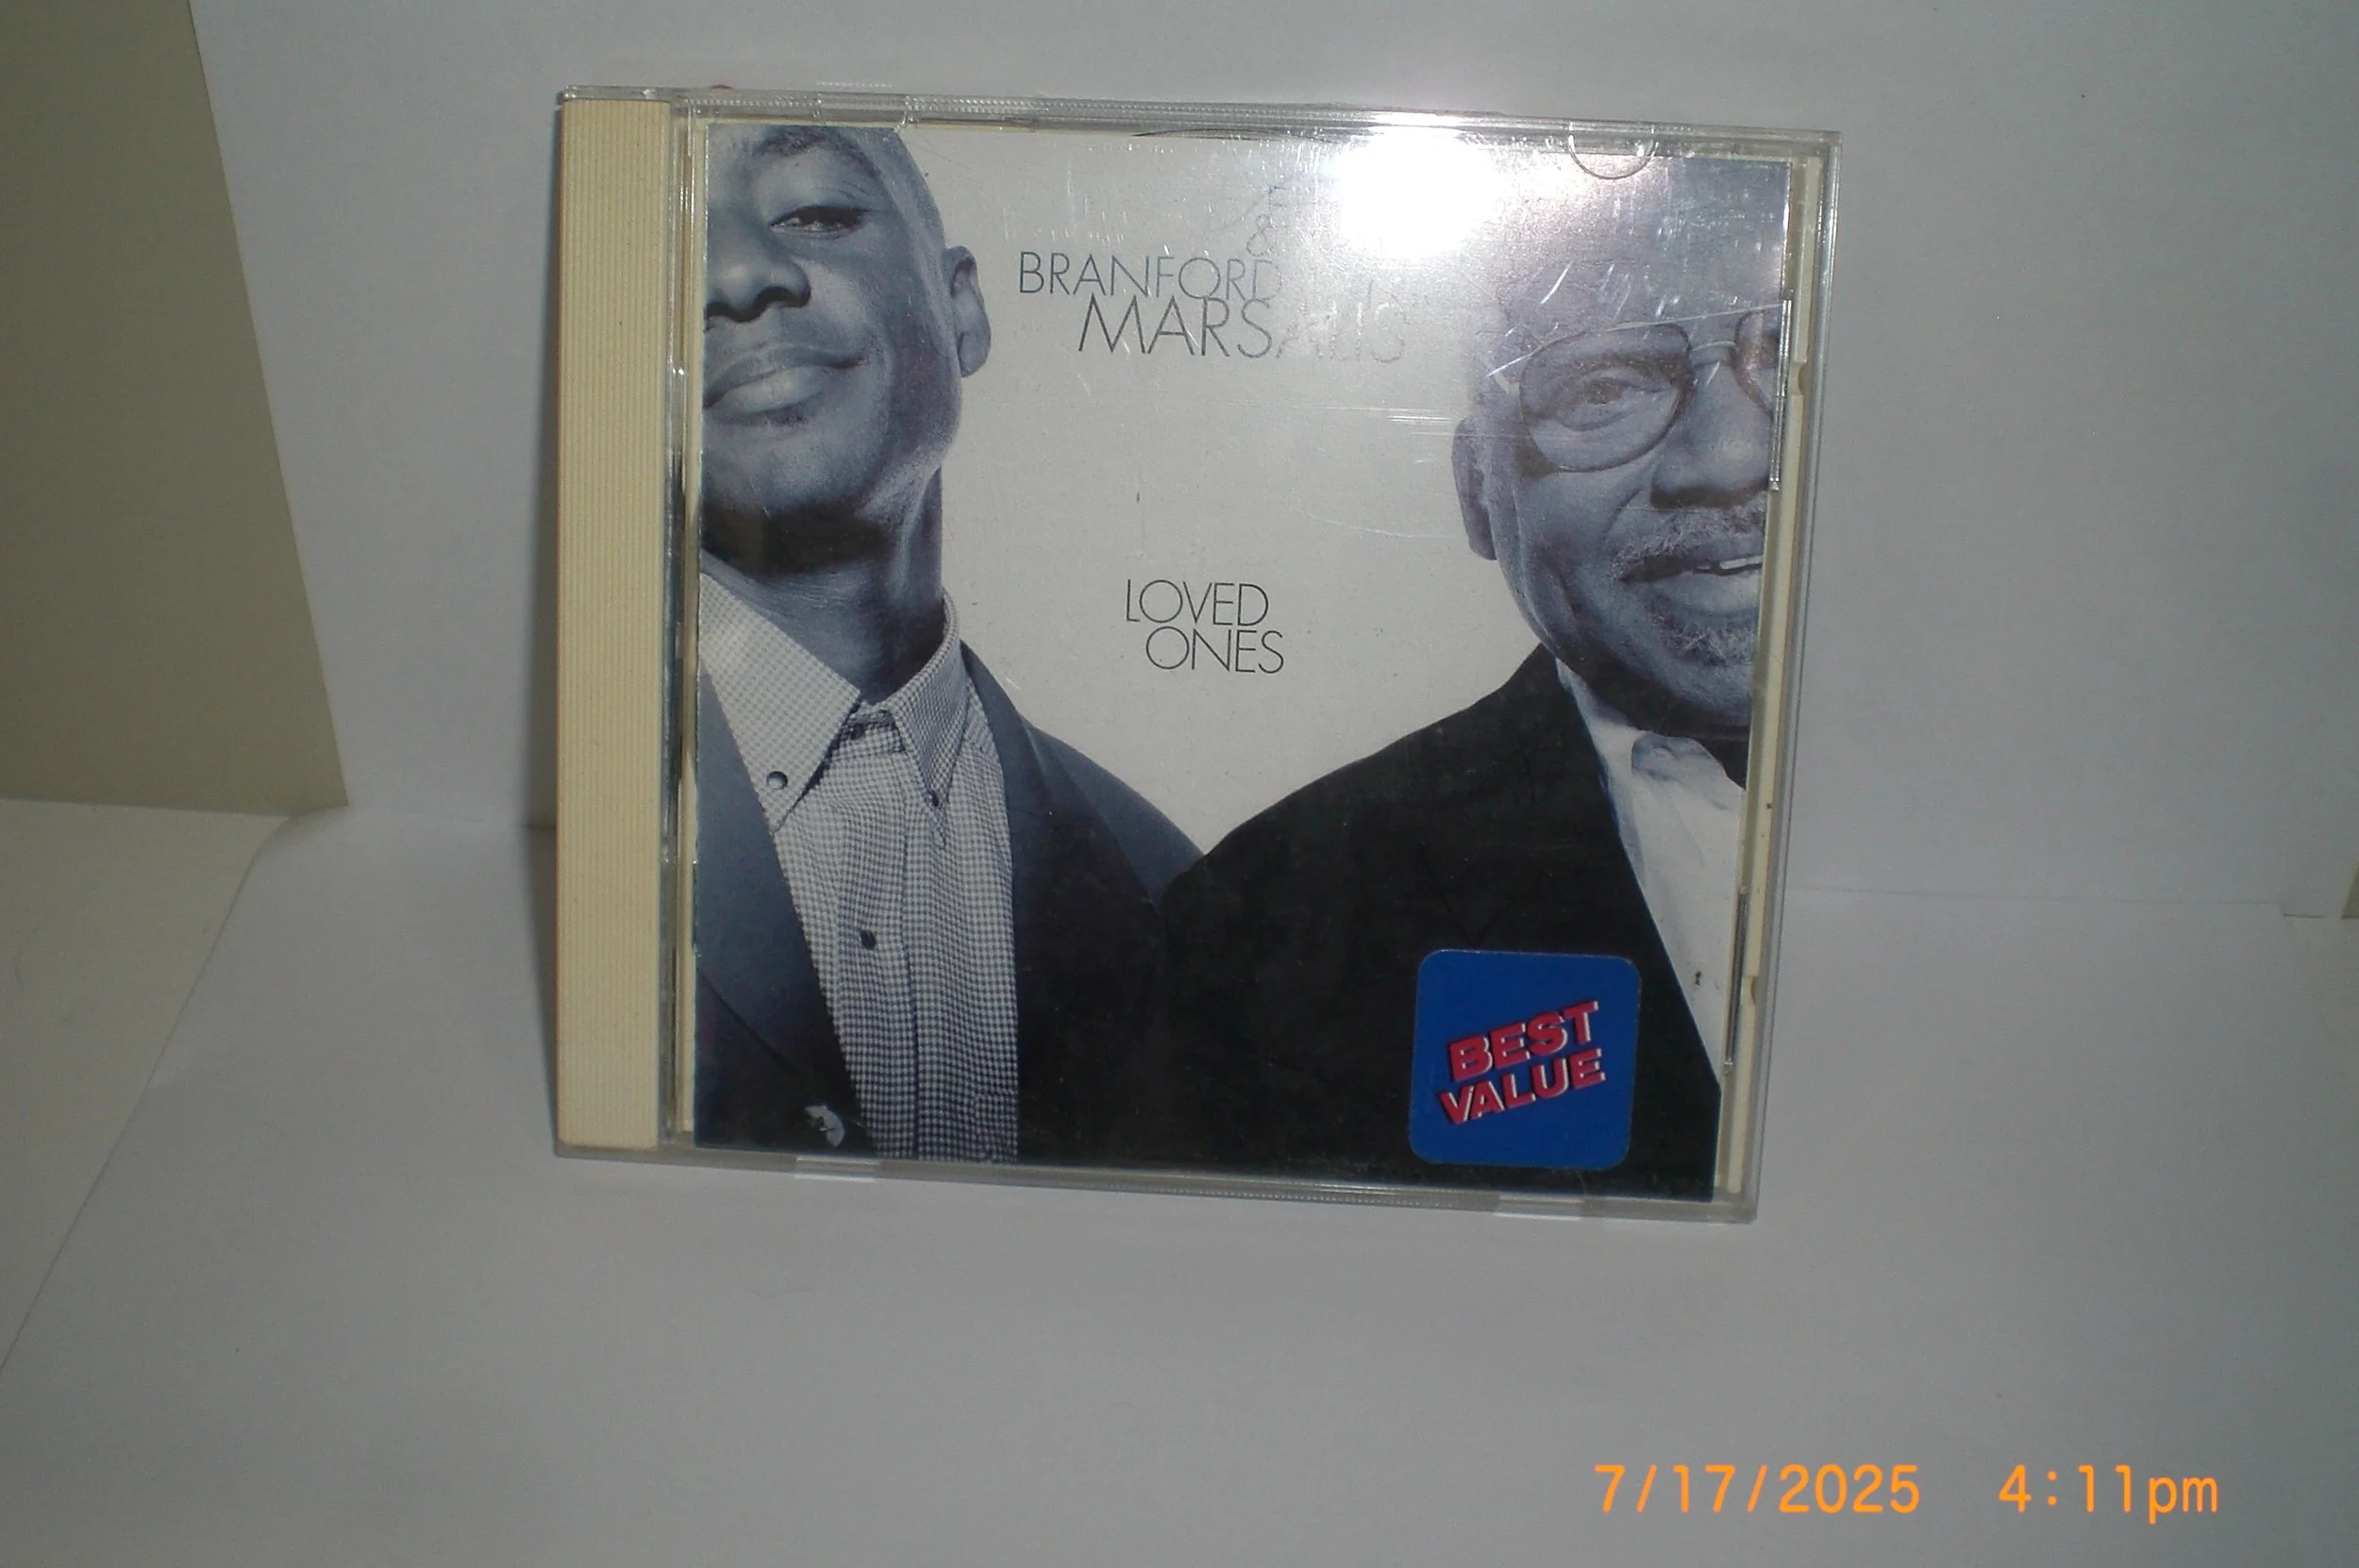 &
BRANFORD
MARSALIS
LOVED
ONES
BEST
VALUE
7/17/2025 4:11pm